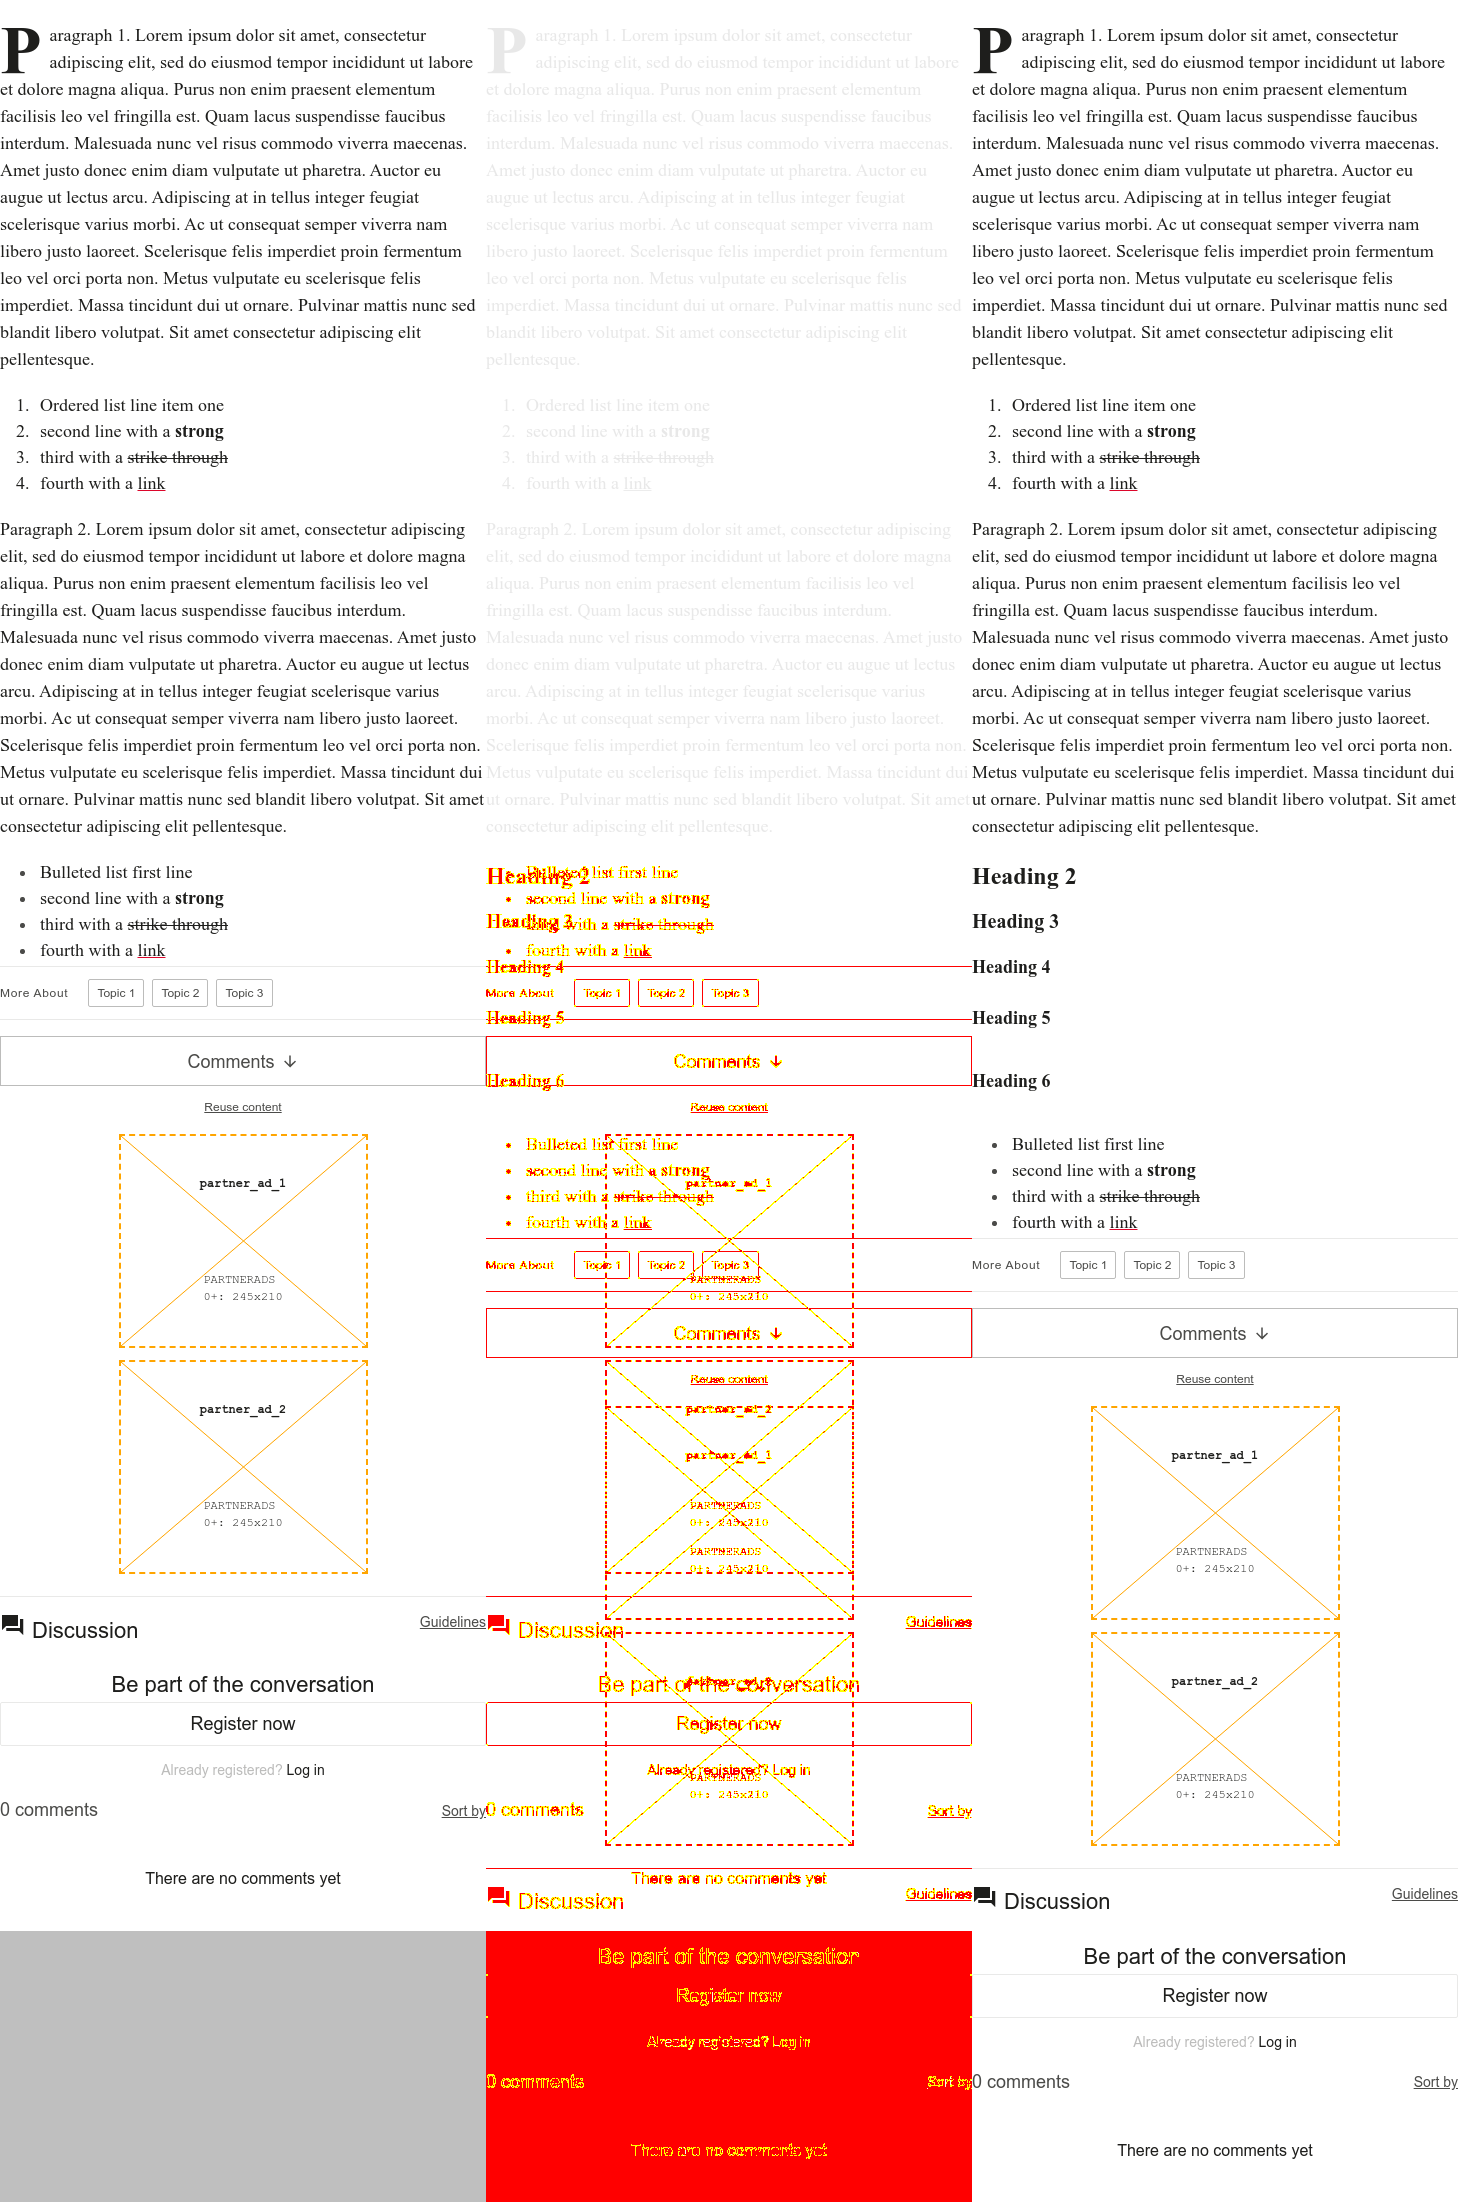 Paragraph 1. Lorem ipsum dolor sit amet, consectetur
adipiscing elit, sed do eiusmod tempor incididunt ut labore
et dolore magna aliqua. Purus non enim praesent elementum
facilisis leo vel fringilla est. Quam lacus suspendisse faucibus
interdum. Malesuada nunc vel risus commodo viverra maecenas.
Amet justo donec enim diam vulputate ut pharetra. Auctor eu
augue ut lectus arcu. Adipiscing at in tellus integer feugiat
scelerisque varius morbi. Ac ut consequat semper viverra nam
libero justo laoreet. Scelerisque felis imperdiet proin fermentum
leo vel orci porta non. Metus vulputate eu scelerisque felis
imperdiet. Massa tincidunt dui ut ornare. Pulvinar mattis nunc sed
blandit libero volutpat. Sit amet consectetur adipiscing elit
pellentesque.
1. Ordered list line item one
2. second line with a strong
3. third with a strike through
4. fourth with a link
Paragraph 2. Lorem ipsum dolor sit amet, consectetur adipiscing
elit, sed do eiusmod tempor incididunt ut labore et dolore magna
aliqua. Purus non enim praesent elementum facilisis leo vel
fringilla est. Quam lacus suspendisse faucibus interdum.
Malesuada nunc vel risus commodo viverra maecenas. Amet justo
donec enim diam vulputate ut pharetra. Auctor eu augue ut lectus
arcu. Adipiscing at in tellus integer feugiat scelerisque varius
morbi. Ac ut consequat semper viverra nam libero justo laoreet.
Scelerisque felis imperdiet proin fermentum leo vel orci porta non.
Metus vulputate eu scelerisque felis imperdiet. Massa tincidunt dui
ut ornare. Pulvinar mattis nunc sed blandit libero volutpat. Sit amet
consectetur adipiscing elit pellentesque.
• Bulleted list first line
• second line with a strong
• third with a strike through
• fourth with a link
More About Topic 1 Topic 2 Topic 3
Comments ↓
Reuse content
partner_ad_1
PARTNERADS
0+: 245x210
partner_ad_2
PARTNERADS
0+: 245x210
Discussion Guidelines
Be part of the conversation
Register now
Already registered? Log in
0 comments Sort by
There are no comments yet
Paragraph 1. Lorem ipsum dolor sit amet, consectetur
adipiscing elit, sed do eiusmod tempor incididunt ut labore
et dolore magna aliqua. Purus non enim praesent elementum
facilisis leo vel fringilla est. Quam lacus suspendisse faucibus
interdum. Malesuada nunc vel risus commodo viverra maecenas.
Amet justo donec enim diam vulputate ut pharetra. Auctor eu
augue ut lectus arcu. Adipiscing at in tellus integer feugiat
scelerisque varius morbi. Ac ut consequat semper viverra nam
libero justo laoreet. Scelerisque felis imperdiet proin fermentum
leo vel orci porta non. Metus vulputate eu scelerisque felis
imperdiet. Massa tincidunt dui ut ornare. Pulvinar mattis nunc sed
blandit libero volutpat. Sit amet consectetur adipiscing elit
pellentesque.
1. Ordered list line item one
2. second line with a strong
3. third with a strike through
4. fourth with a link
Paragraph 2. Lorem ipsum dolor sit amet, consectetur adipiscing
elit, sed do eiusmod tempor incididunt ut labore et dolore magna
aliqua. Purus non enim praesent elementum facilisis leo vel
fringilla est. Quam lacus suspendisse faucibus interdum.
Malesuada nunc vel risus commodo viverra maecenas. Amet justo
donec enim diam vulputate ut pharetra. Auctor eu augue ut lectus
arcu. Adipiscing at in tellus integer feugiat scelerisque varius
morbi. Ac ut consequat semper viverra nam libero justo laoreet.
Scelerisque felis imperdiet proin fermentum leo vel orci porta non.
Metus vulputate eu scelerisque felis imperdiet. Massa tincidunt dui
ut ornare. Pulvinar mattis nunc sed blandit libero volutpat. Sit amet
consectetur adipiscing elit pellentesque.
Heading 2
• Bulleted list first line
• second line with a strong
Heading 3
• third with a strike through
• fourth with a link
Heading 4
More About Topic 1 Topic 2 Topic 3
Heading 5
Comments ↓
Heading 6
Reuse content
• Bulleted list first line
• second line with a strong
partner_ad_1
• third with a strike through
• fourth with a link
More About Topic 1 Topic 2 Topic 3
PARTNERADS
0+: 245x210
Comments ↓
Reuse content
partner_ad_2
partner_ad_1
PARTNERADS
0+: 245x210
PARTNERADS
0+: 245x210
Discussion Guidelines
partner_ad_2
Be part of the conversation
Register now
Already registered? Log in
PARTNERADS
0+: 245x210
0 comments Sort by
There are no comments yet
Discussion Guidelines
Be part of the conversation
Register now
Already registered? Log in
0 comments Sort by
There are no comments yet
Paragraph 1. Lorem ipsum dolor sit amet, consectetur
adipiscing elit, sed do eiusmod tempor incididunt ut labore
et dolore magna aliqua. Purus non enim praesent elementum
facilisis leo vel fringilla est. Quam lacus suspendisse faucibus
interdum. Malesuada nunc vel risus commodo viverra maecenas.
Amet justo donec enim diam vulputate ut pharetra. Auctor eu
augue ut lectus arcu. Adipiscing at in tellus integer feugiat
scelerisque varius morbi. Ac ut consequat semper viverra nam
libero justo laoreet. Scelerisque felis imperdiet proin fermentum
leo vel orci porta non. Metus vulputate eu scelerisque felis
imperdiet. Massa tincidunt dui ut ornare. Pulvinar mattis nunc sed
blandit libero volutpat. Sit amet consectetur adipiscing elit
pellentesque.
1. Ordered list line item one
2. second line with a strong
3. third with a strike through
4. fourth with a link
Paragraph 2. Lorem ipsum dolor sit amet, consectetur adipiscing
elit, sed do eiusmod tempor incididunt ut labore et dolore magna
aliqua. Purus non enim praesent elementum facilisis leo vel
fringilla est. Quam lacus suspendisse faucibus interdum.
Malesuada nunc vel risus commodo viverra maecenas. Amet justo
donec enim diam vulputate ut pharetra. Auctor eu augue ut lectus
arcu. Adipiscing at in tellus integer feugiat scelerisque varius
morbi. Ac ut consequat semper viverra nam libero justo laoreet.
Scelerisque felis imperdiet proin fermentum leo vel orci porta non.
Metus vulputate eu scelerisque felis imperdiet. Massa tincidunt dui
ut ornare. Pulvinar mattis nunc sed blandit libero volutpat. Sit amet
consectetur adipiscing elit pellentesque.
Heading 2
Heading 3
Heading 4
Heading 5
Heading 6
• Bulleted list first line
• second line with a strong
• third with a strike through
• fourth with a link
More About Topic 1 Topic 2 Topic 3
Comments ↓
Reuse content
partner_ad_1
PARTNERADS
0+: 245x210
partner_ad_2
PARTNERADS
0+: 245x210
Discussion Guidelines
Be part of the conversation
Register now
Already registered? Log in
0 comments Sort by
There are no comments yet